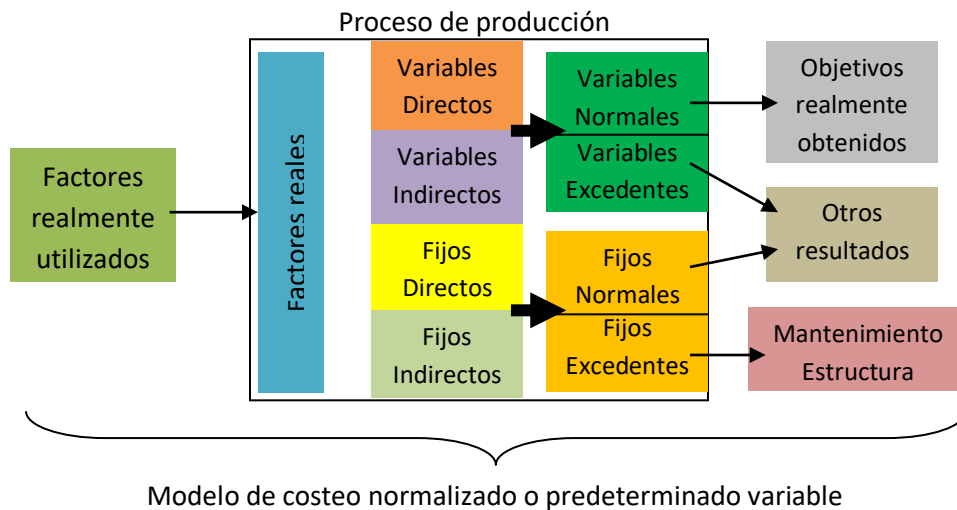 Proceso de producción
Factores
realmente
utilizados
Factores reales
Variables
Directos
Variables
Indirectos
Fijos
Directos
Fijos
Indirectos
Variables
Normales
Variables
Excedentes
Fijos
Normales
Fijos
Excedentes
Objetivos
realmente
obtenidos
Otros
resultados
Mantenimiento
Estructura
Modelo de costeo normalizado o predeterminado variable